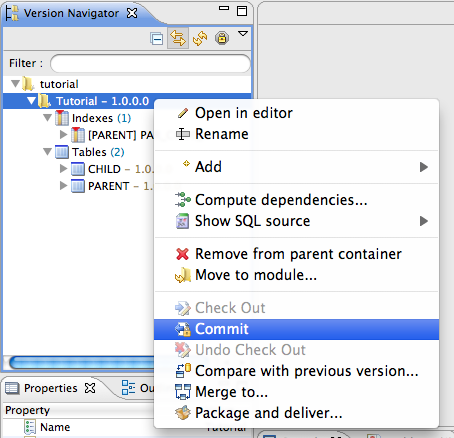 Version Navigator
Filter :
tutorial
Tutorial - 1.0.0.0
Indexes (1)
[PARENT] PA
Tables (2)
CHILD - 1.0.
PARENT - 1.
Open in editor
Rename
Add
Compute dependencies...
Show SQL source
Remove from parent container
Move to module...
Check Out
Commit
Undo Check Out
Compare with previous version...
Merge to...
Package and deliver...
Properties
Ou
Property
Name
Tutorial